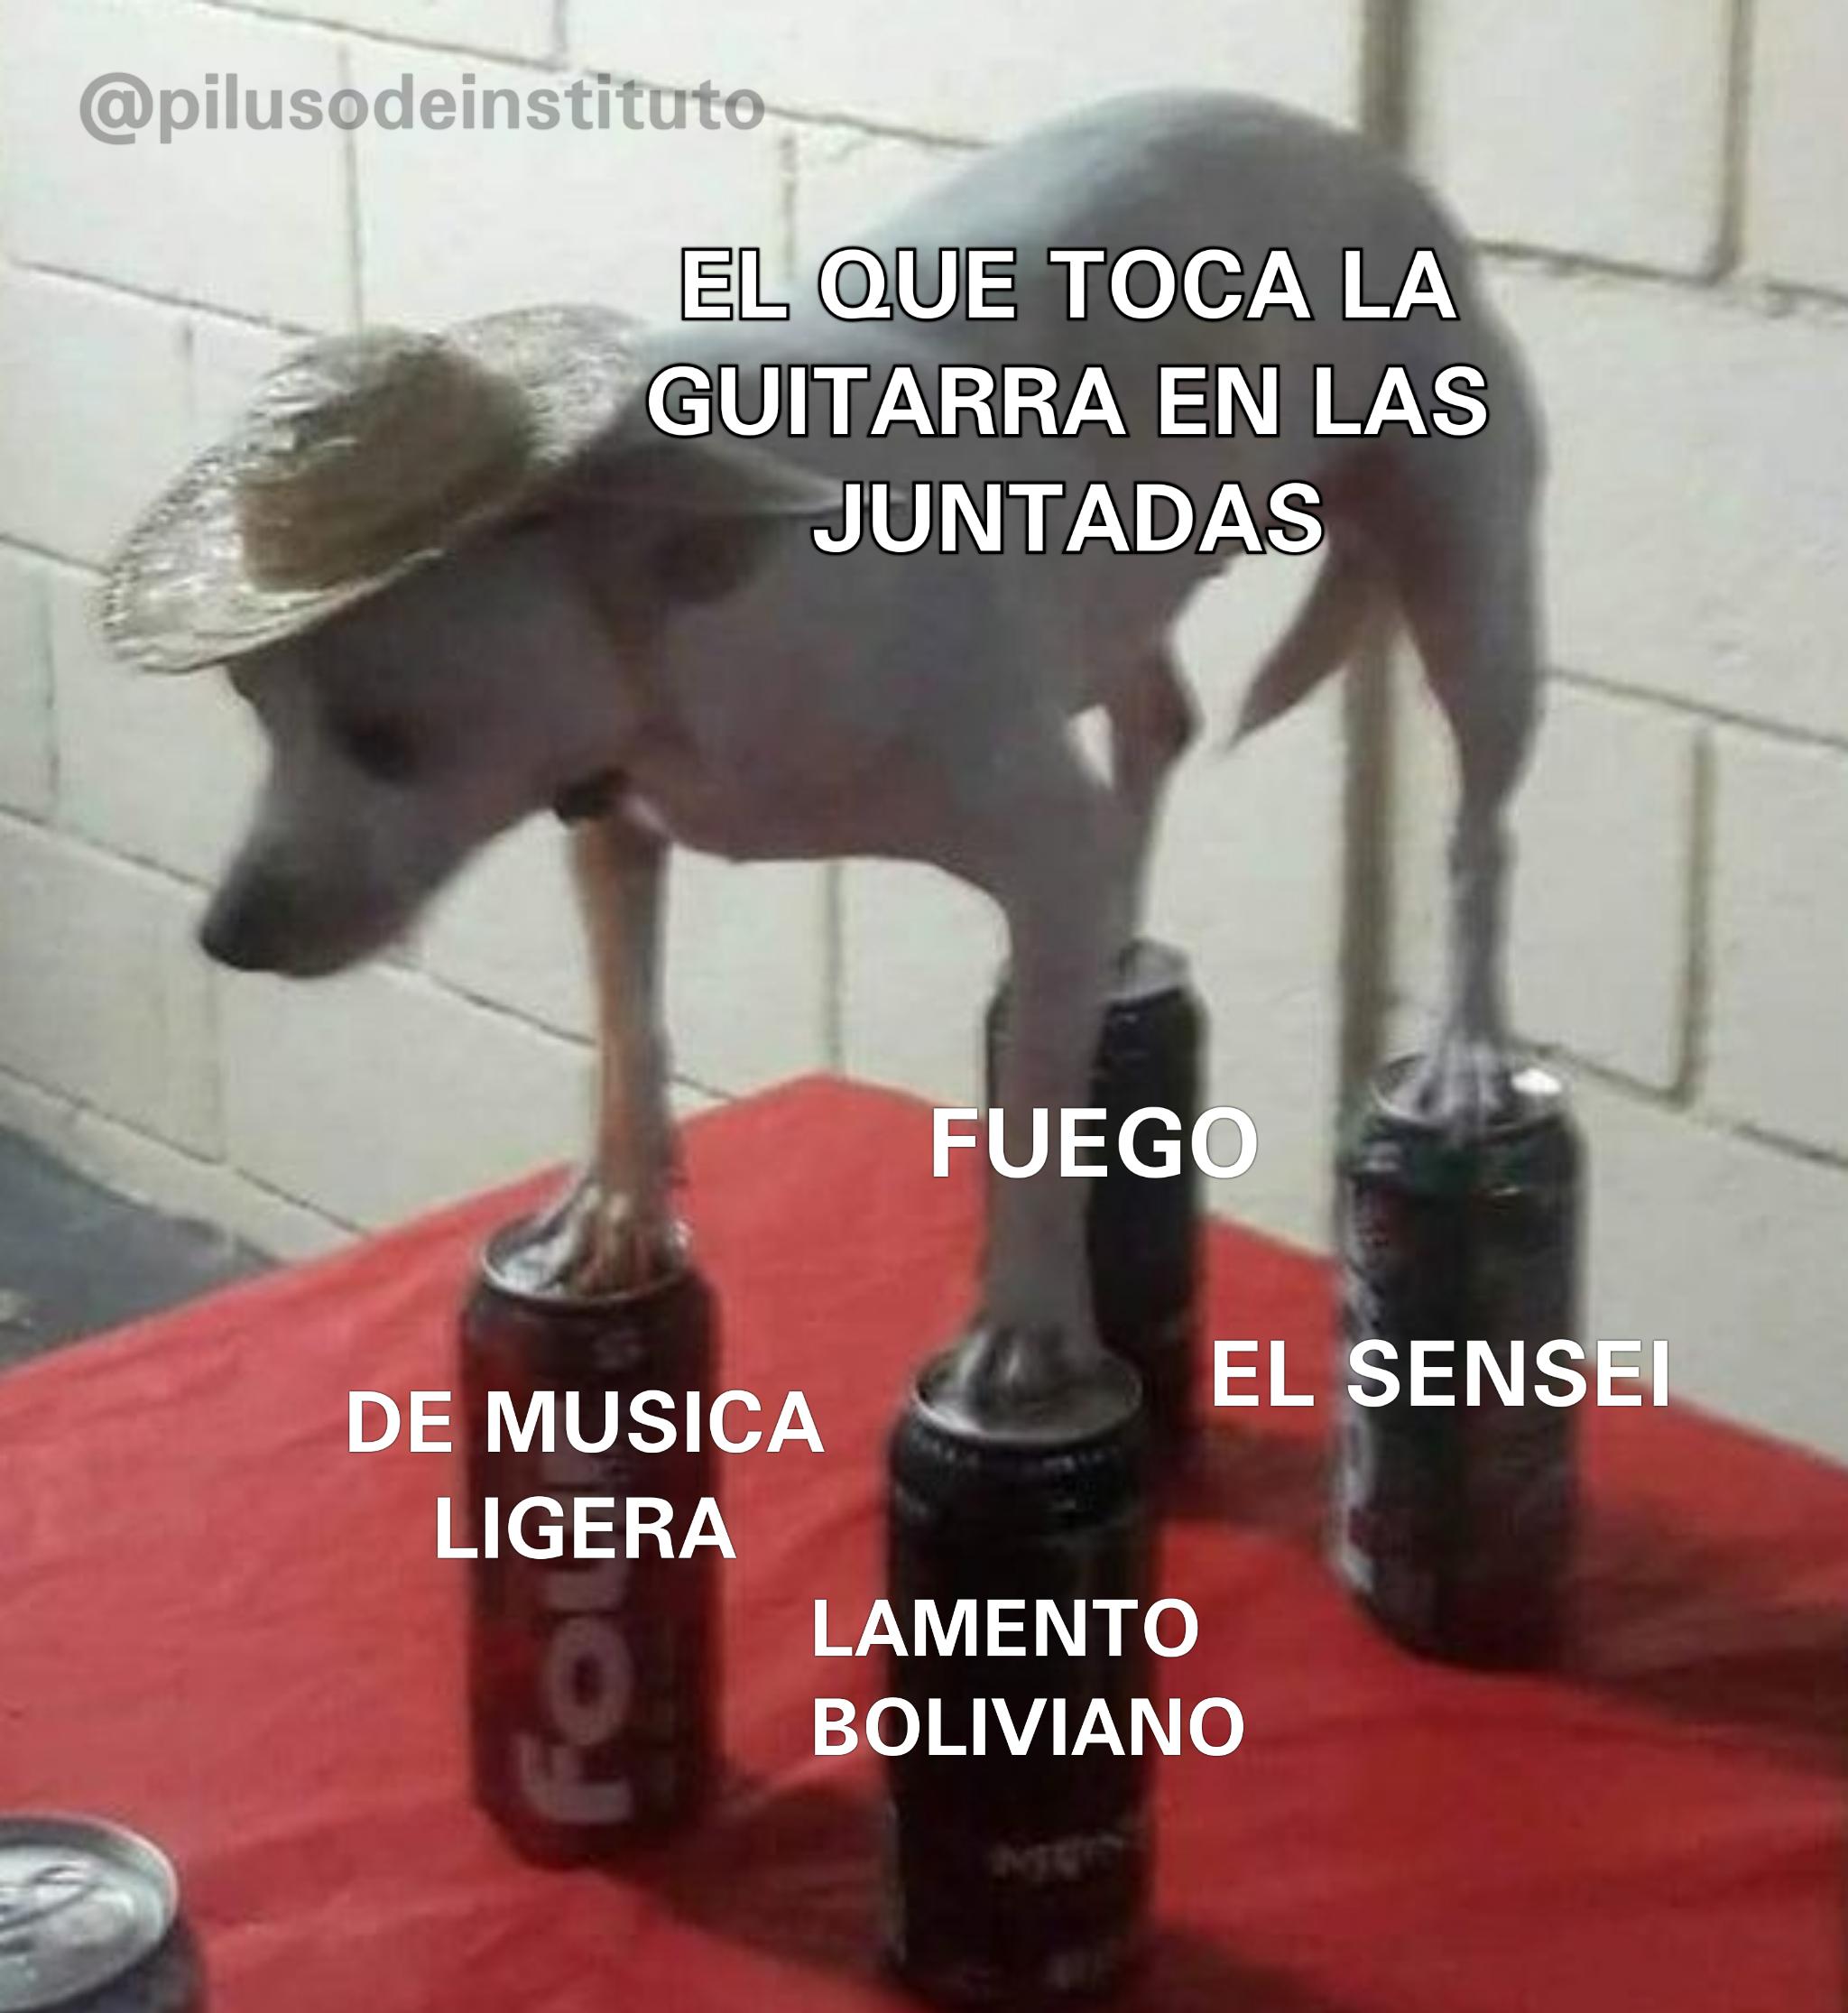 @pilusodeinstituto
EL QUE TOCA LA
GUITARRA EN LAS
JUNTADAS
FUEGO
EL SENSEI
DE MUSICA
LIGERA
LAMENTO
BOLIVIANO